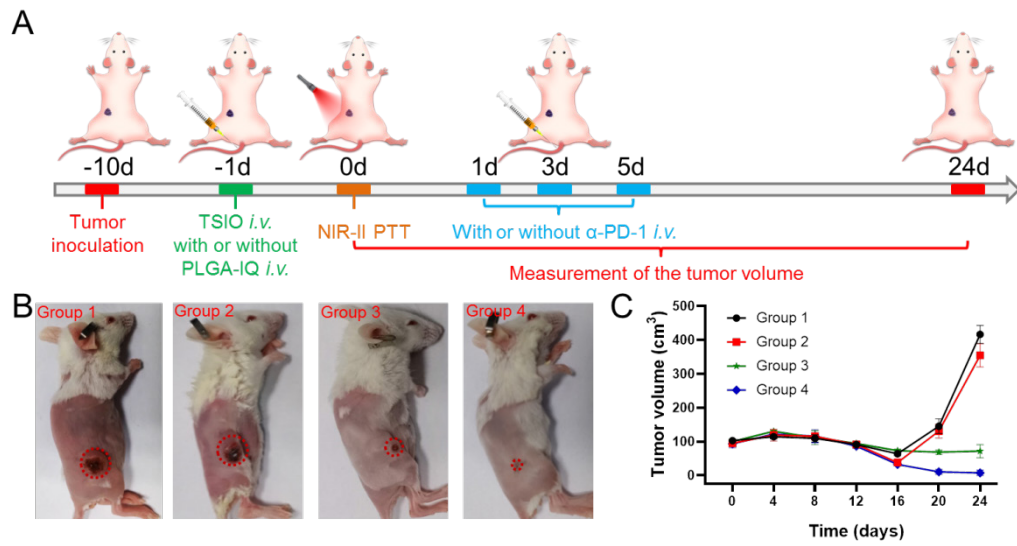 A
-10d
-1d
0d
1d
3d
5d
24d
Tumor
inoculation
TSIO i.v.
with or without
PLGA-IQ i.v.
NIR-II PTT
With or without α-PD-1 i.v.
Measurement of the tumor volume
B
Group 1
Group 2
Group 3
Group 4
C
Tumor volume (cm³)
500
400
300
200
100
0
Group 1
Group 2
Group 3
Group 4
0
4
8
12
16
20
24
Time (days)